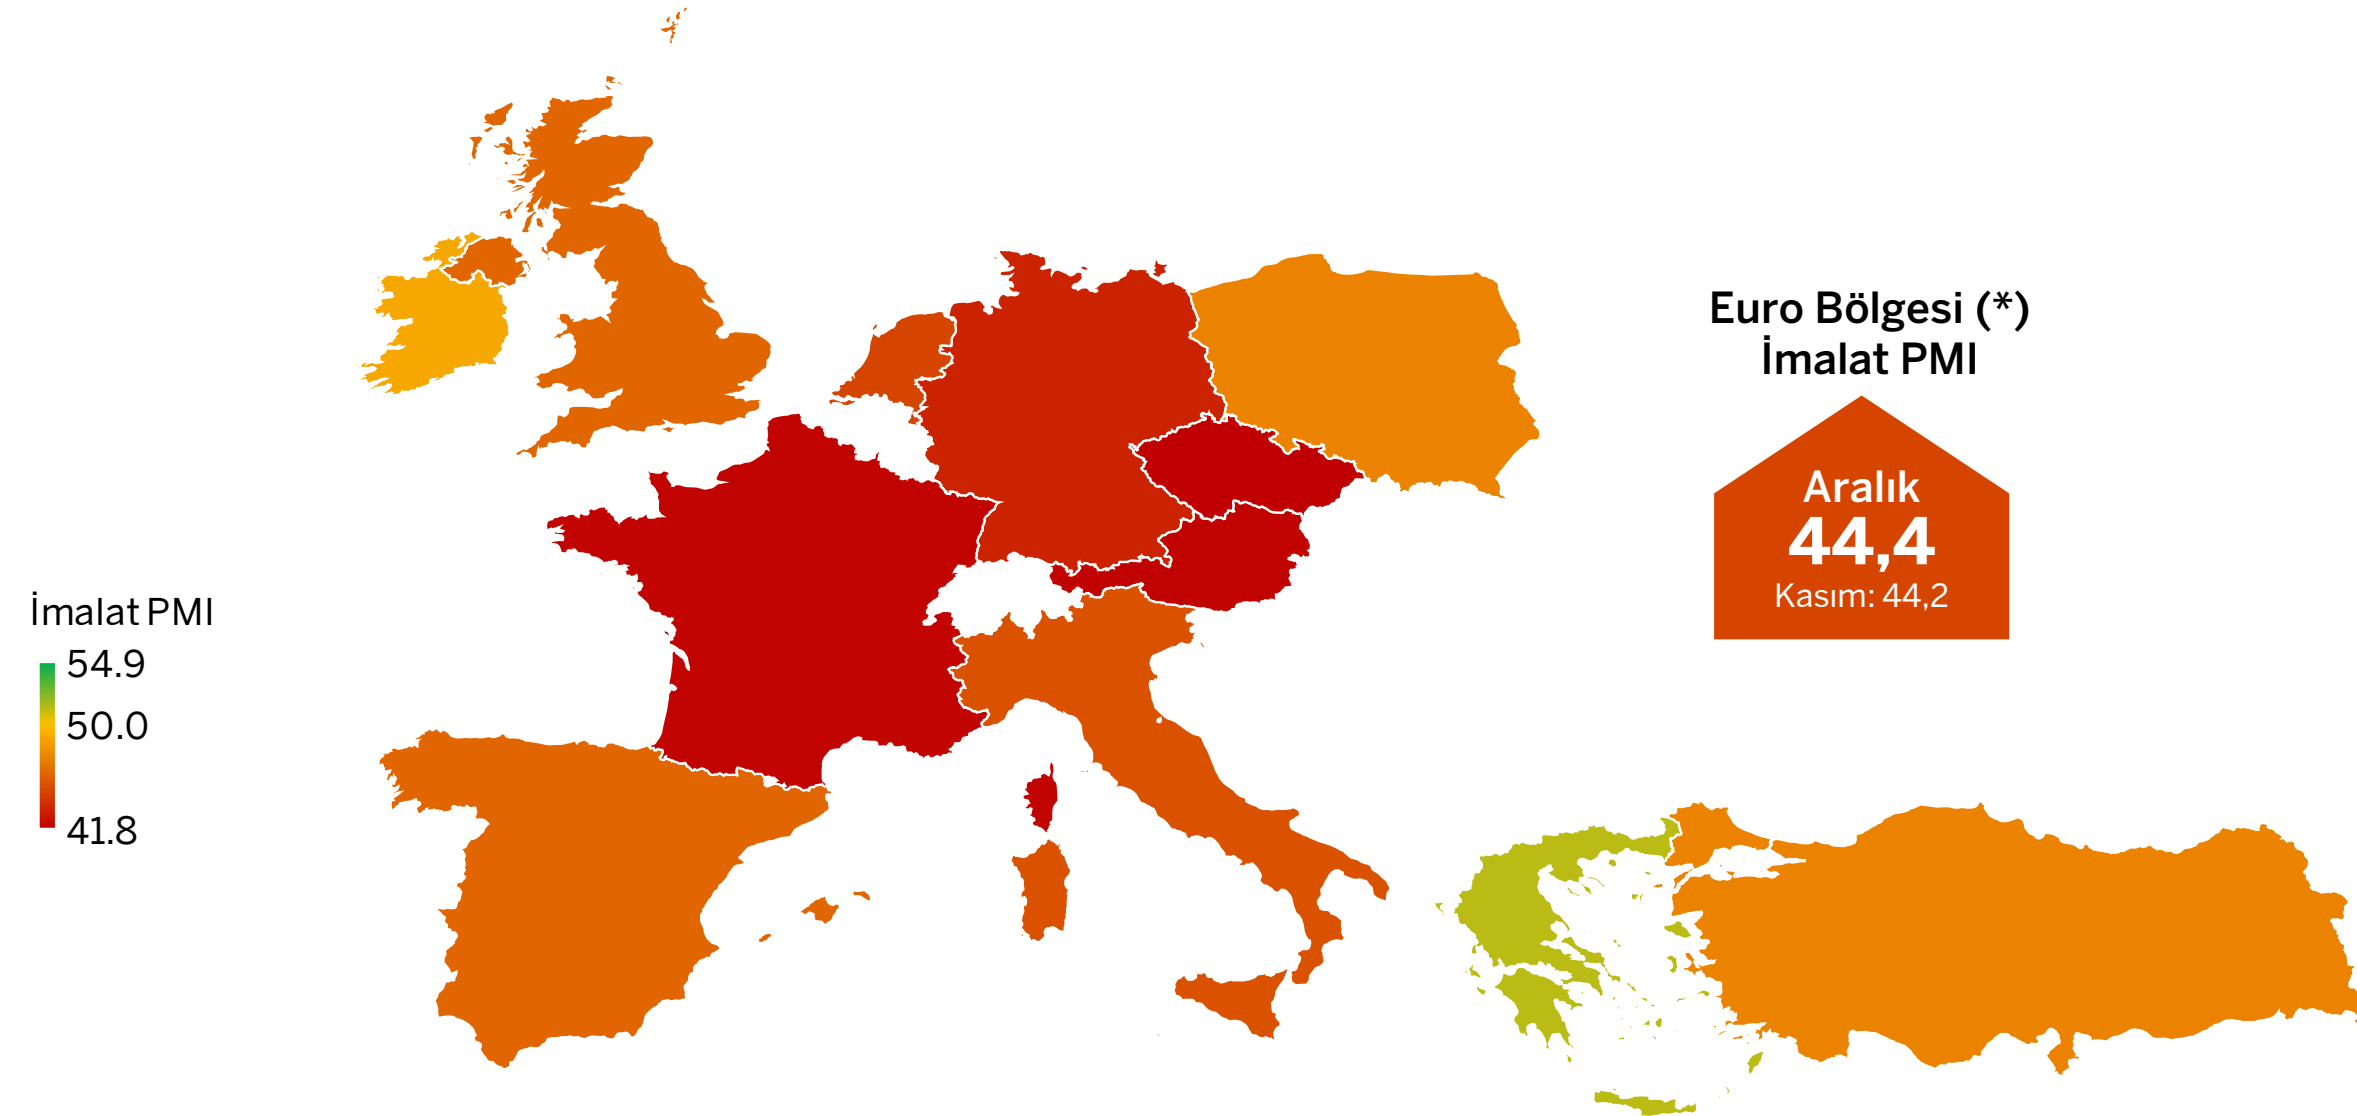 Euro Bölgesi (*)
İmalat PMI
Aralık
44,4
Kasım: 44,2
İmalat PMI
54.9
50.0
41.8